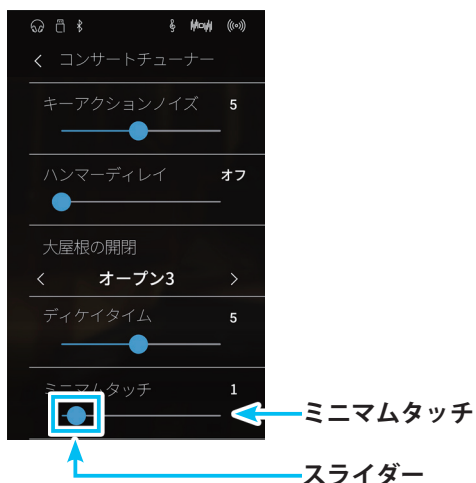 < コンサートチューナー
キーアクションノイズ 5
ハンマーディレイ オフ
大屋根の開閉
< オープン3 >
ディケイタイム 5
ミニマムタッチ 1
ミニマムタッチ
スライダー